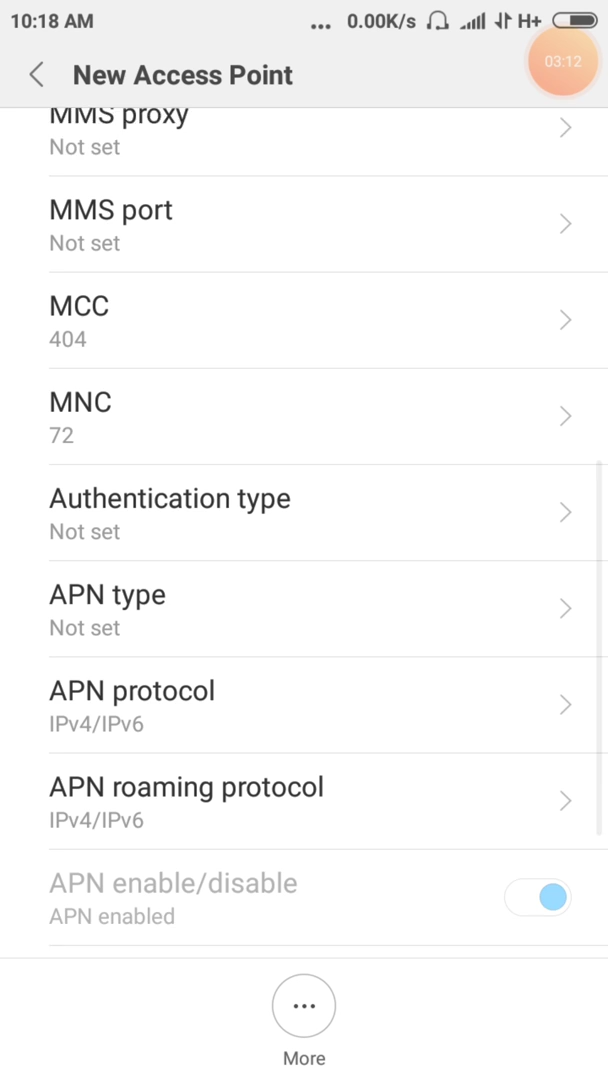 10:18 AM ... 0.00K/s H+
New Access Point
03:12
MMS proxy
Not set
MMS port
Not set
MCC
404
MNC
72
Authentication type
Not set
APN type
Not set
APN protocol
IPv4/IPv6
APN roaming protocol
IPv4/IPv6
APN enable/disable
APN enabled
More